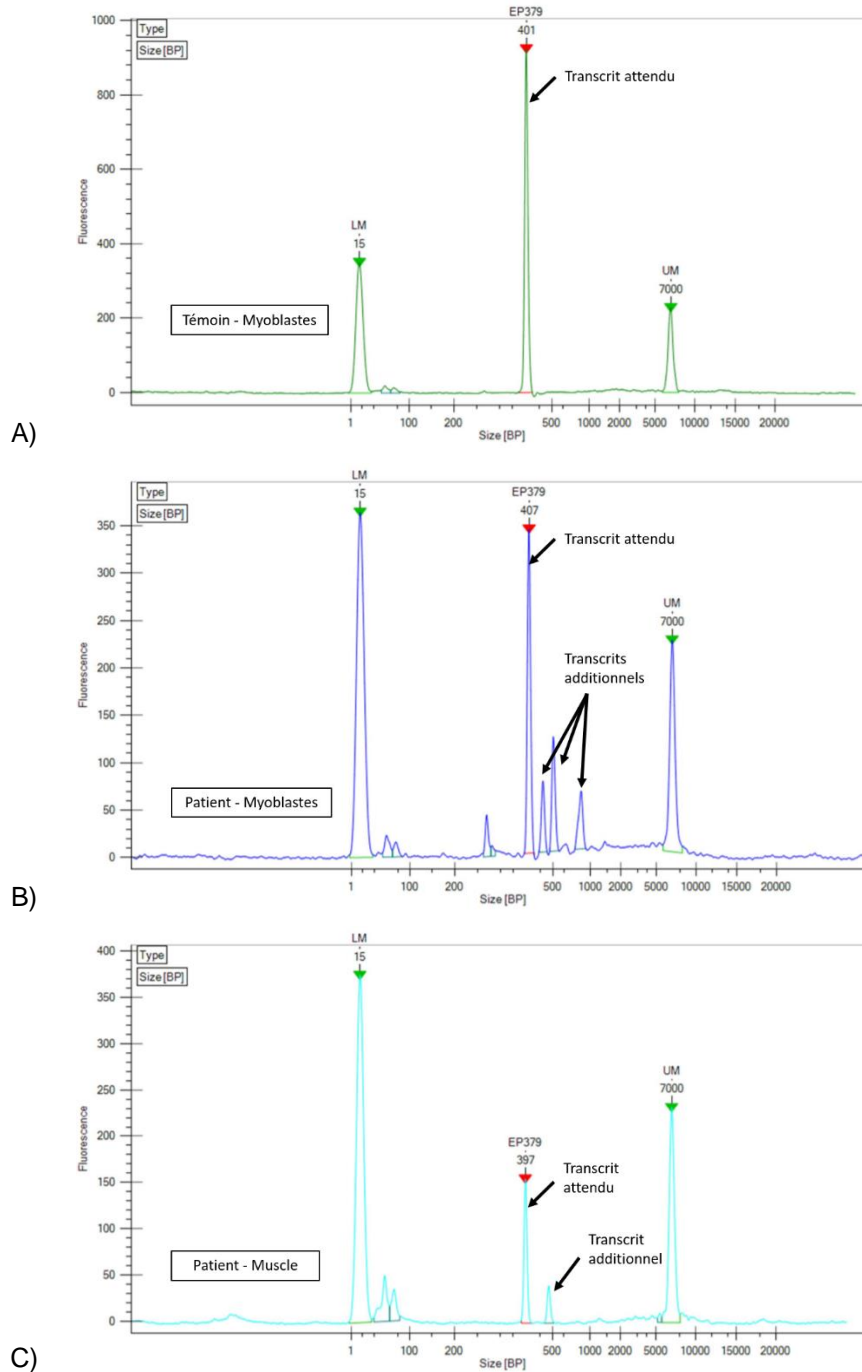 EP379
401
1000
Type
Size [BP]
Transcrit attendu
800
600
Fluorescence
LM
15
400
UM
7000
Témoin - Myoblastes
200
0
1 100 200 500 1000 2000 5000 10000 15000 20000
Size [BP]
A)
LM
15
EP379
407
Type
Size [BP]
350
Transcrit attendu
300
UM
7000
250
Fluorescence
200
Transcrits
additionnels
150
100
Patient - Myoblastes
50
0
1 100 200 500 1000 2000 5000 10000 15000 20000
Size [BP]
B)
LM
15
400
Type
Size [BP]
350
300
UM
7000
250
Fluorescence
200
EP379
397
150
Transcrit
attendu
100
Transcrit
additionnel
Patient - Muscle
50
0
1 100 200 500 1000 2000 5000 10000 15000 20000
Size [BP]
C)